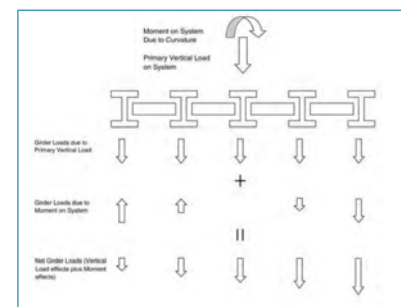 Moment on System
Due to Curvature
Primary Vertical Load
on System
Girder Loads due to
Primary Vertical Load
+
Girder Loads due to
Moment on System
=
Net Girder Loads (Vertical
Load effects plus Moment
effects)